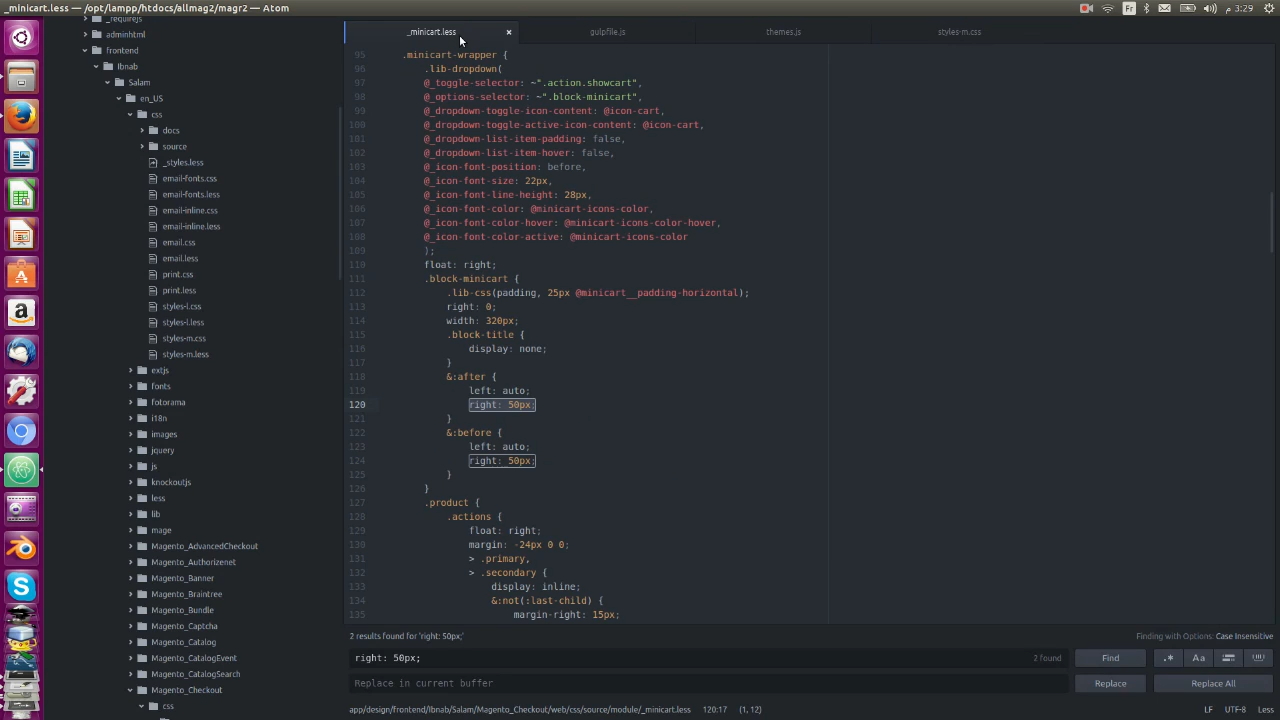 _minicart.less — /opt/lampp/htdocs/allmag2/magr2 — Atom
Fr
3:29
_requirejs
adminhtml
frontend
Ibnab
Salam
en_US
css
docs
source
_styles.less
email-fonts.css
email-fonts.less
email-inline.css
email-inline.less
email.css
email.less
print.css
print.less
styles-l.css
styles-l.less
styles-m.css
styles-m.less
extjs
fonts
fotorama
i18n
images
jquery
js
knockoutjs
less
lib
mage
Magento_AdvancedCheckout
Magento_Authorizenet
Magento_Banner
Magento_Braintree
Magento_Bundle
Magento_Captcha
Magento_Catalog
Magento_CatalogEvent
Magento_CatalogSearch
Magento_Checkout
css
_minicart.less
gulpfile.js
themes.js
styles-m.css
95 .minicart-wrapper {
96 .lib-dropdown(
97 @_toggle-selector: ~".action.showcart",
98 @_options-selector: ~".block-minicart",
99 @_dropdown-toggle-icon-content: @icon-cart,
100 @_dropdown-toggle-active-icon-content: @icon-cart,
101 @_dropdown-list-item-padding: false,
102 @_dropdown-list-item-hover: false,
103 @_icon-font-position: before,
104 @_icon-font-size: 22px,
105 @_icon-font-line-height: 28px,
106 @_icon-font-color: @minicart-icons-color,
107 @_icon-font-color-hover: @minicart-icons-color-hover,
108 @_icon-font-color-active: @minicart-icons-color
109 );
110 float: right;
111 .block-minicart {
112 .lib-css(padding, 25px @minicart__padding-horizontal);
113 right: 0;
114 width: 320px;
115 .block-title {
116 display: none;
117 }
118 &:after {
119 left: auto;
120 right: 50px;
121 }
122 &:before {
123 left: auto;
124 right: 50px;
125 }
126 }
127 .product {
128 .actions {
129 float: right;
130 margin: -24px 0 0;
131 > .primary,
132 > .secondary {
133 display: inline;
134 &:not(:last-child) {
135 margin-right: 15px;
2 results found for 'right: 50px;'
Finding with Options: Case Insensitive
right: 50px;
2 found
Find
.*
Aa
Replace in current buffer
Replace
Replace All
app/design/frontend/Ibnab/Salam/Magento_Checkout/web/css/source/module/_minicart.less 120:17 (1, 12)
LF UTF-8 Less